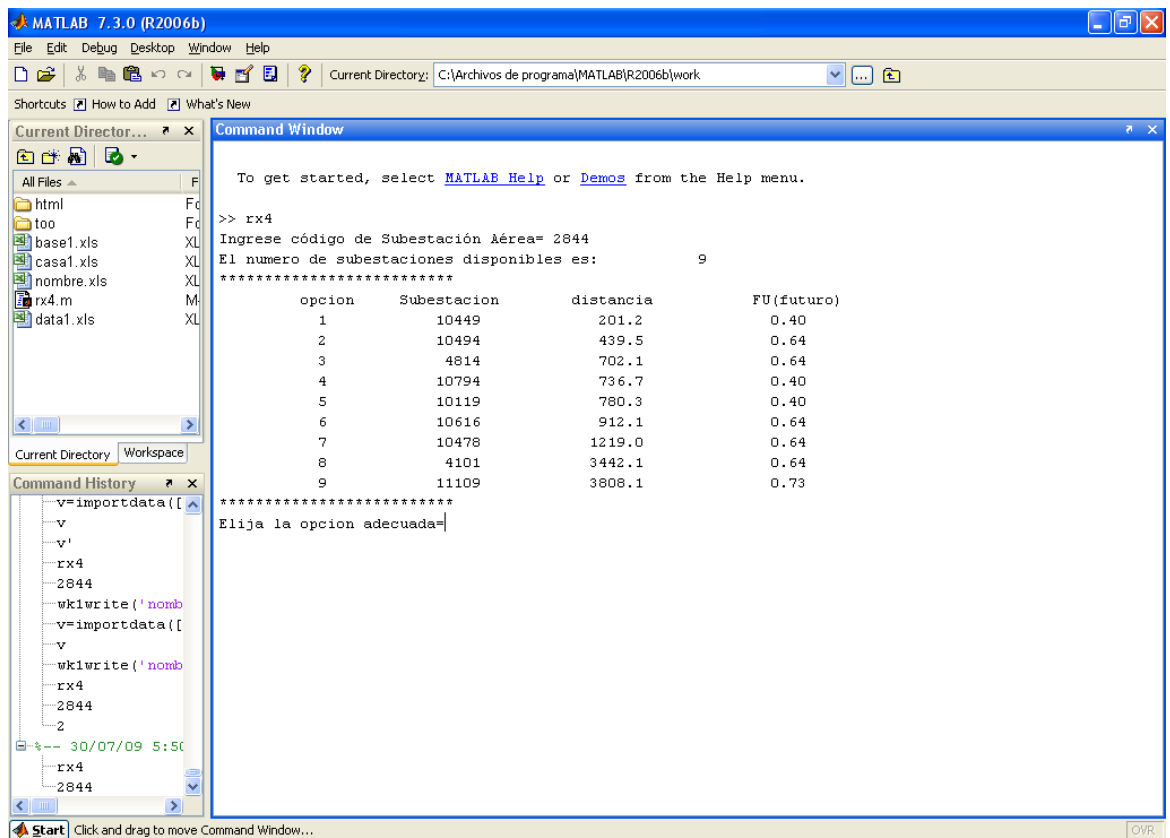 MATLAB 7.3.0 (R2006b)
File Edit Debug Desktop Window Help
Current Directory: C:\Archivos de programa\MATLAB\R2006b\work
Shortcuts How to Add What's New
Current Director...
All Files F
html Fo
too Fo
base1.xls XL
casa1.xls XL
nombre.xls XL
rx4.m M-
data1.xls XL
Current Directory Workspace
Command History
v=importdata([
v
v'
rx4
2844
wk1write('nomb
v=importdata([
v
wk1write('nomb
rx4
2844
2
%-- 30/07/09 5:50
rx4
2844
Command Window
To get started, select MATLAB Help or Demos from the Help menu.
>> rx4
Ingrese código de Subestación Aérea= 2844
El numero de subestaciones disponibles es: 9
**************************
opcion Subestacion distancia FU(futuro)
1 10449 201.2 0.40
2 10494 439.5 0.64
3 4814 702.1 0.64
4 10794 736.7 0.40
5 10119 780.3 0.40
6 10616 912.1 0.64
7 10478 1219.0 0.64
8 4101 3442.1 0.64
9 11109 3808.1 0.73
**************************
Elija la opcion adecuada=
Start Click and drag to move Command Window...
OVR